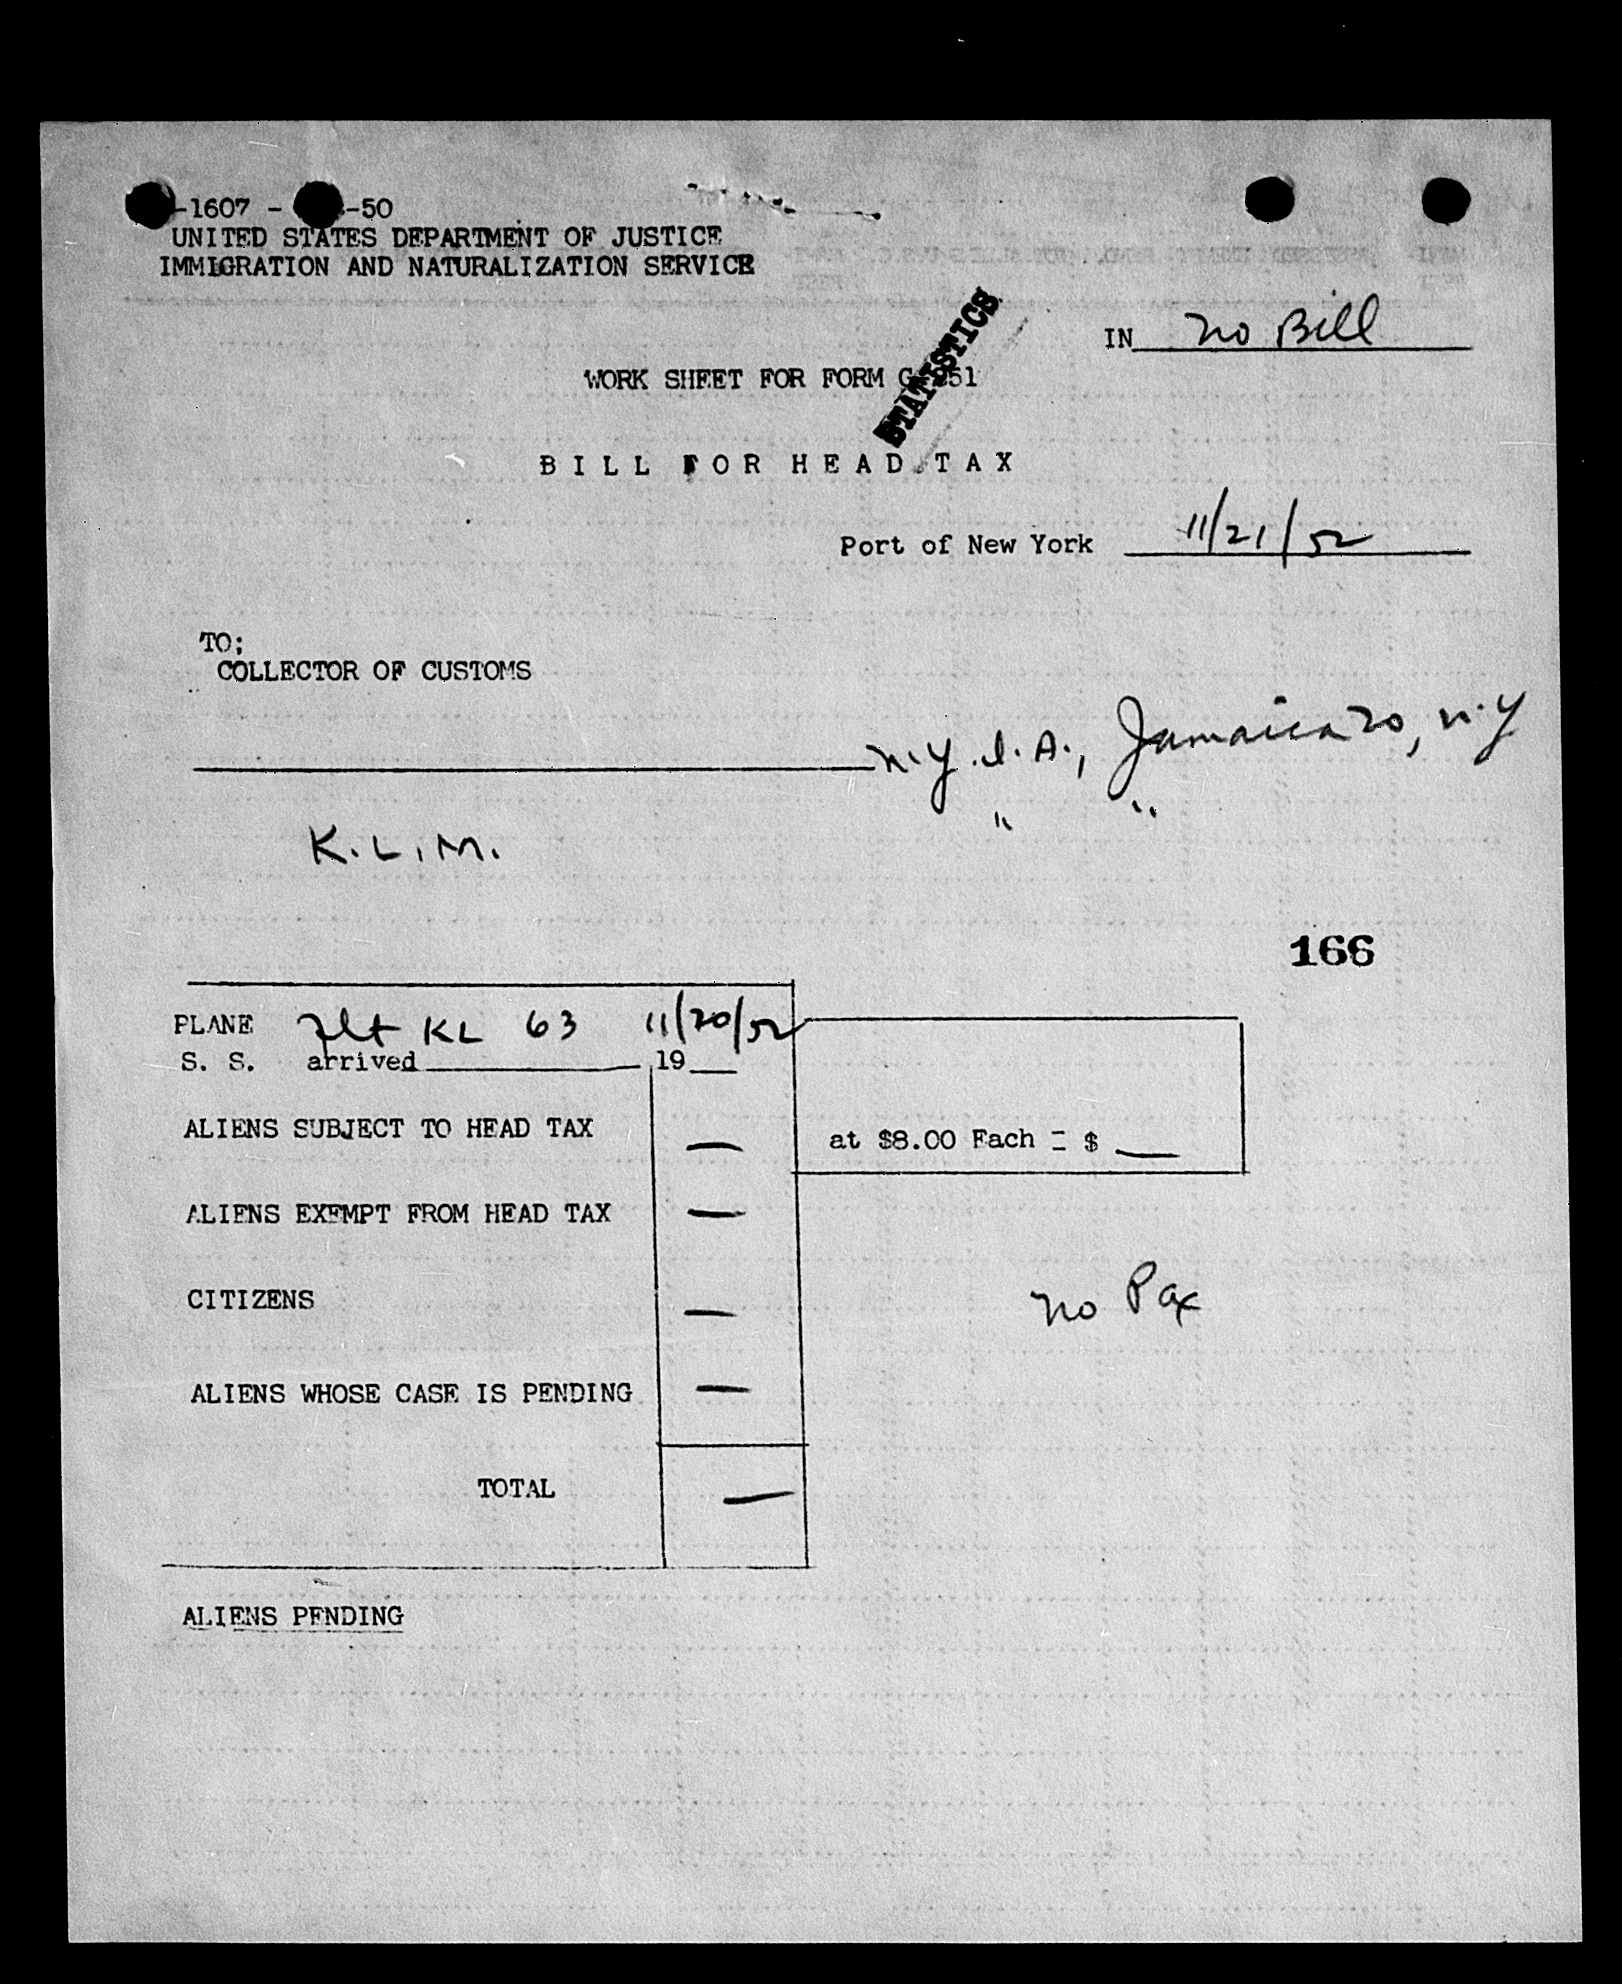 -1607 - -50
UNITED STATES DEPARTMENT OF JUSTICE
IMMIGRATION AND NATURALIZATION SERVICE
IN no Bill
STATISTICS
WORK SHEET FOR FORM G-251
BILL FOR HEAD TAX
Port of New York 11/21/52
TO:
COLLECTOR OF CUSTOMS
N.Y.I.A., Jamaica 20, N.Y
" "
K.L.M.
166
PLANE Flt KL 63 11/20/52
S. S. arrived 19
ALIENS SUBJECT TO HEAD TAX —
at $8.00 Each = $ —
ALIENS EXEMPT FROM HEAD TAX —
CITIZENS —
no Pax
ALIENS WHOSE CASE IS PENDING —
TOTAL —
ALIENS PENDING